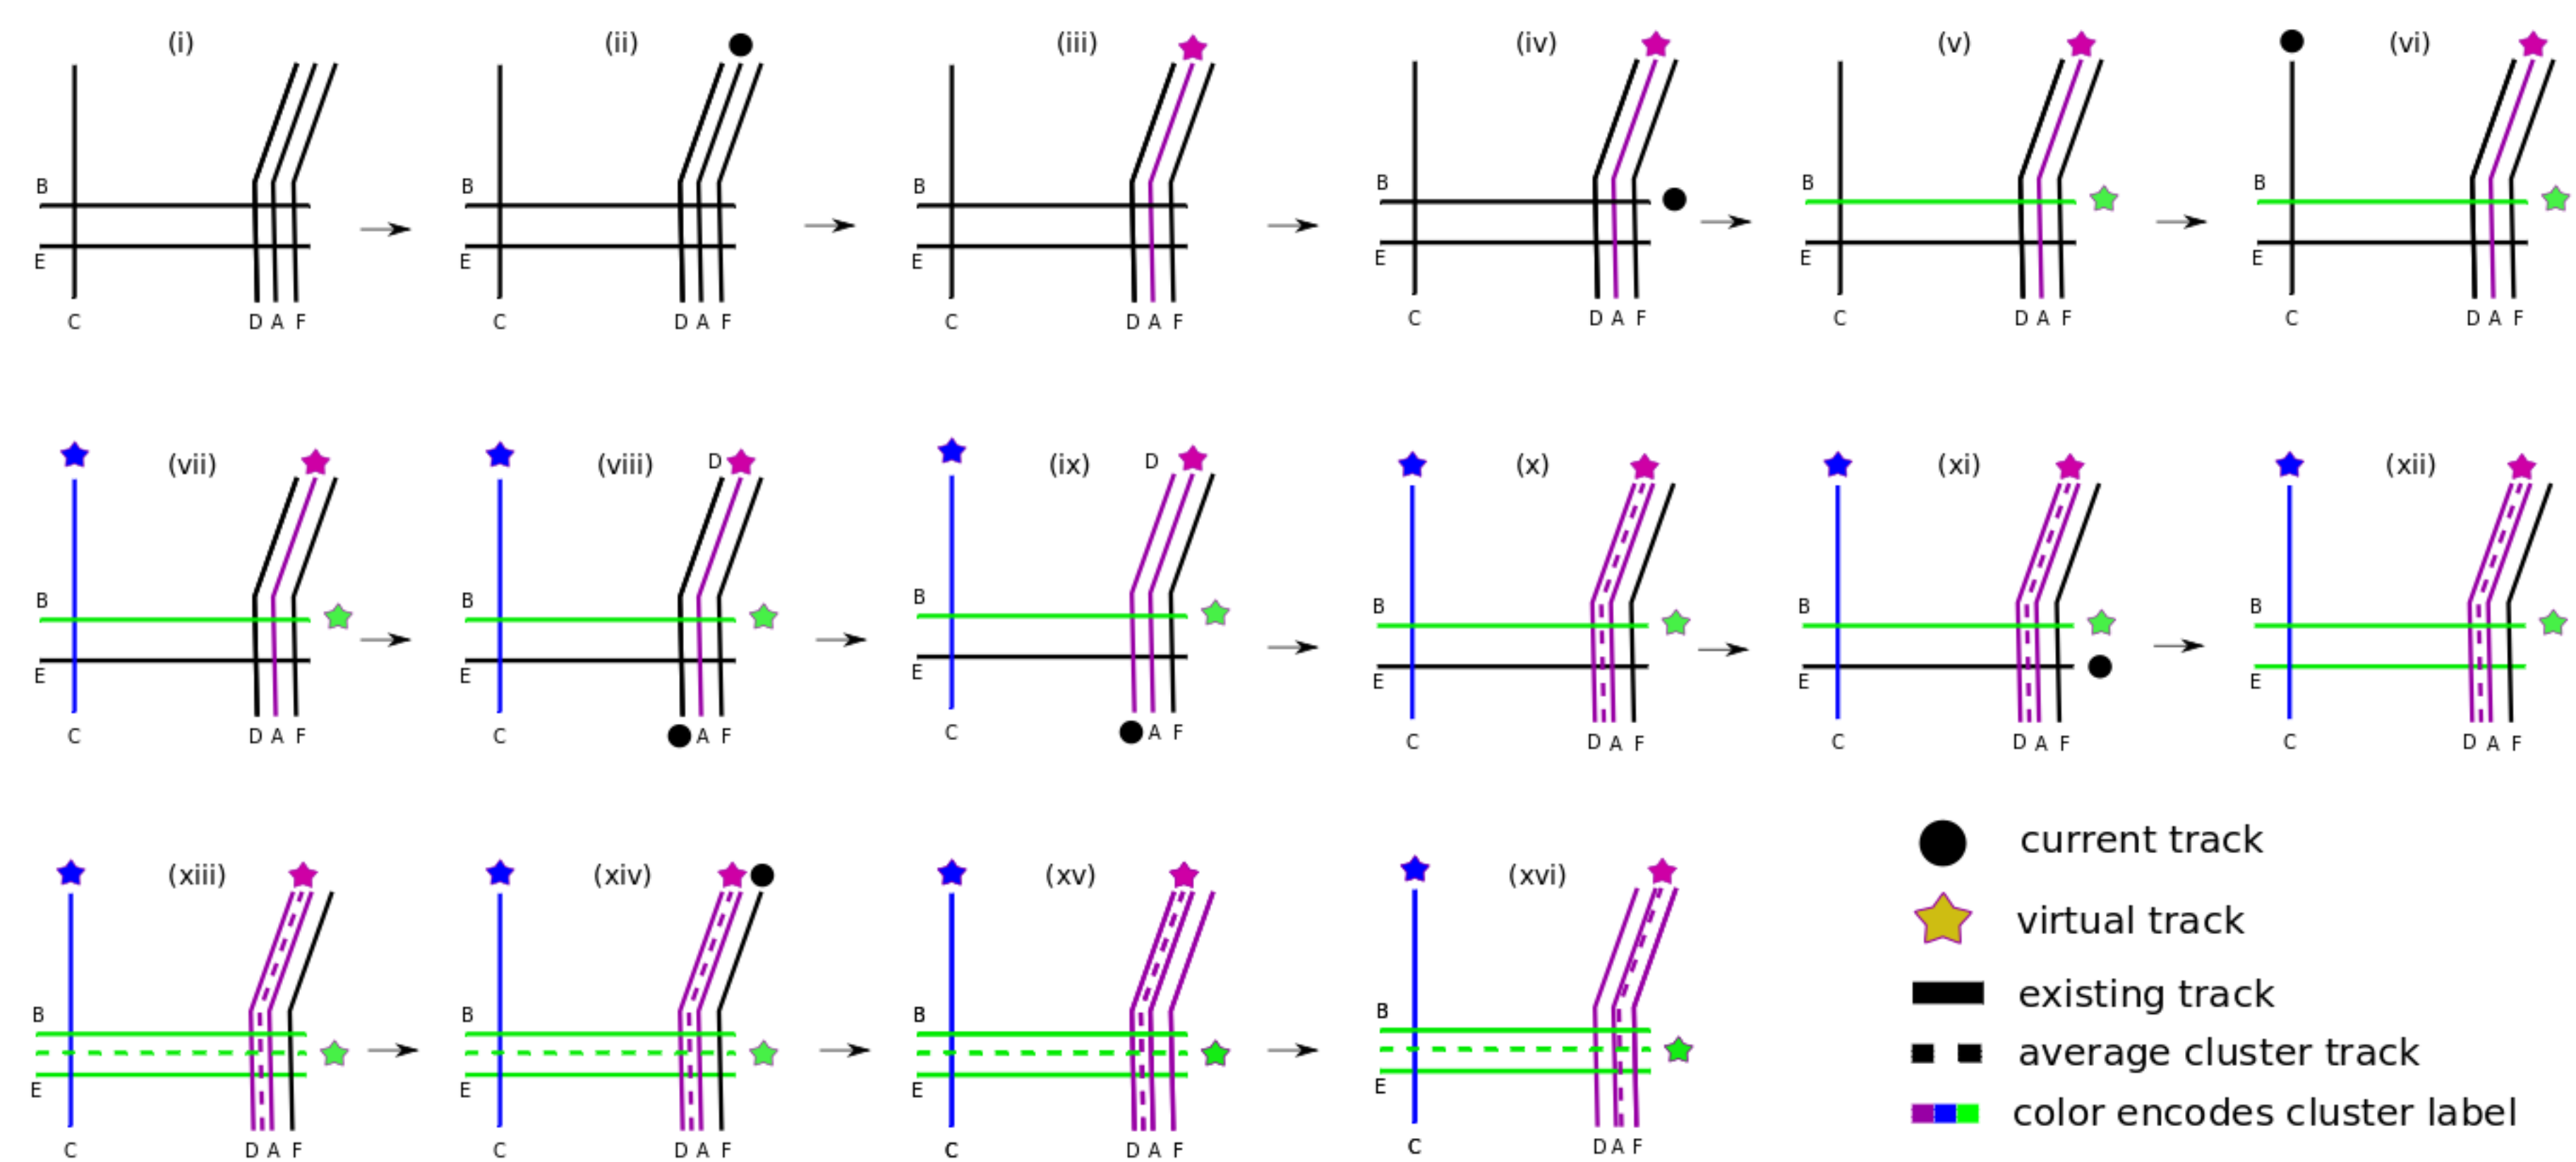 (i) (ii) (iii) (iv) (v) (vi)
B B B B B B
E E E E E E
C D A F C D A F C D A F C D A F C D A F C D A F
(vii) (viii) D (ix) D (x) (xi) (xii)
B B B B B B
E E E E E E
C D A F C A F C A F C D A F C D A F C D A F
(xiii) (xiv) (xv) (xvi)
B B B B
E E E E
C D A F C D A F C D A F C D A F
current track
virtual track
existing track
average cluster track
color encodes cluster label